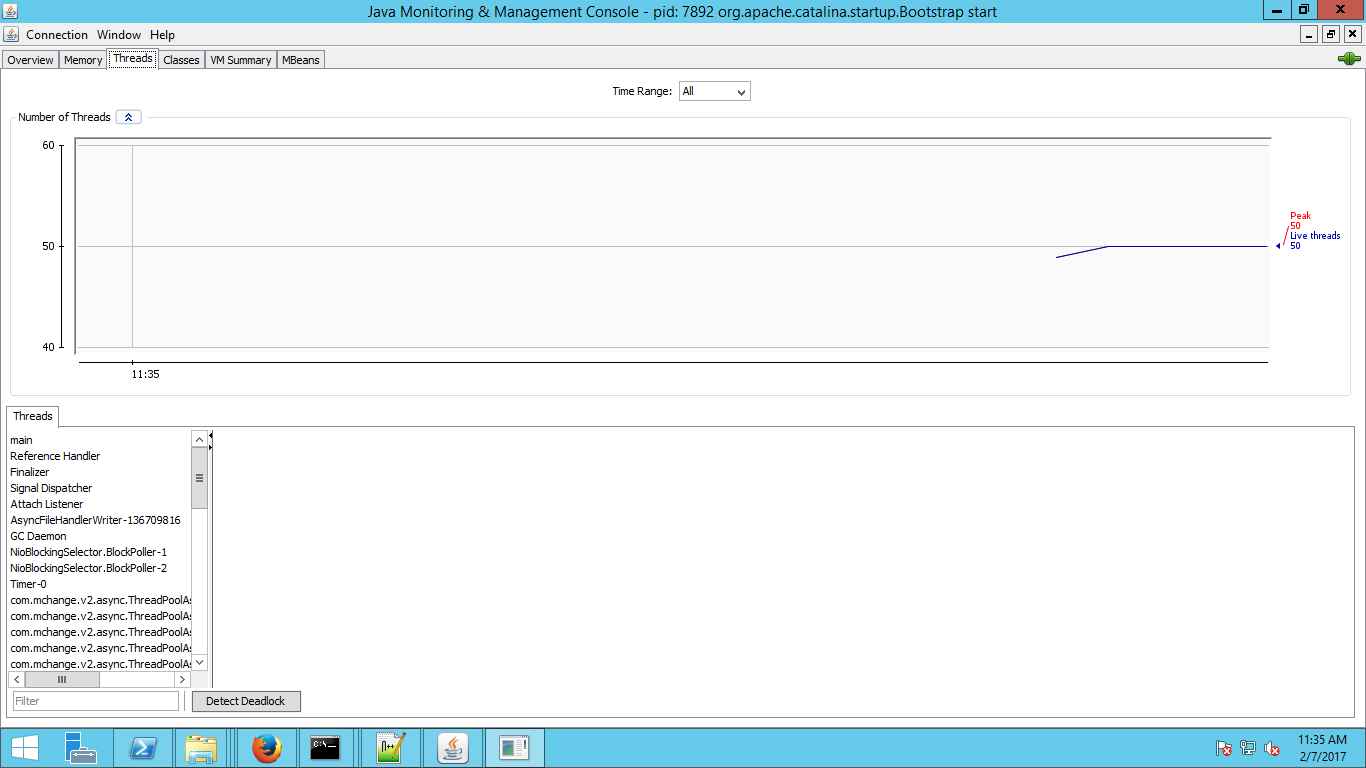 Java Monitoring & Management Console - pid: 7892 org.apache.catalina.startup.Bootstrap start
Connection Window Help
Overview Memory Threads Classes VM Summary MBeans
Time Range: All
Number of Threads
60
50
40
11:35
Peak
50
Live threads
50
Threads
main
Reference Handler
Finalizer
Signal Dispatcher
Attach Listener
AsyncFileHandlerWriter-136709816
GC Daemon
NioBlockingSelector.BlockPoller-1
NioBlockingSelector.BlockPoller-2
Timer-0
com.mchange.v2.async.ThreadPoolAs
com.mchange.v2.async.ThreadPoolAs
com.mchange.v2.async.ThreadPoolAs
com.mchange.v2.async.ThreadPoolAs
com.mchange.v2.async.ThreadPoolAs
Filter
Detect Deadlock
C:\
11:35 AM
2/7/2017